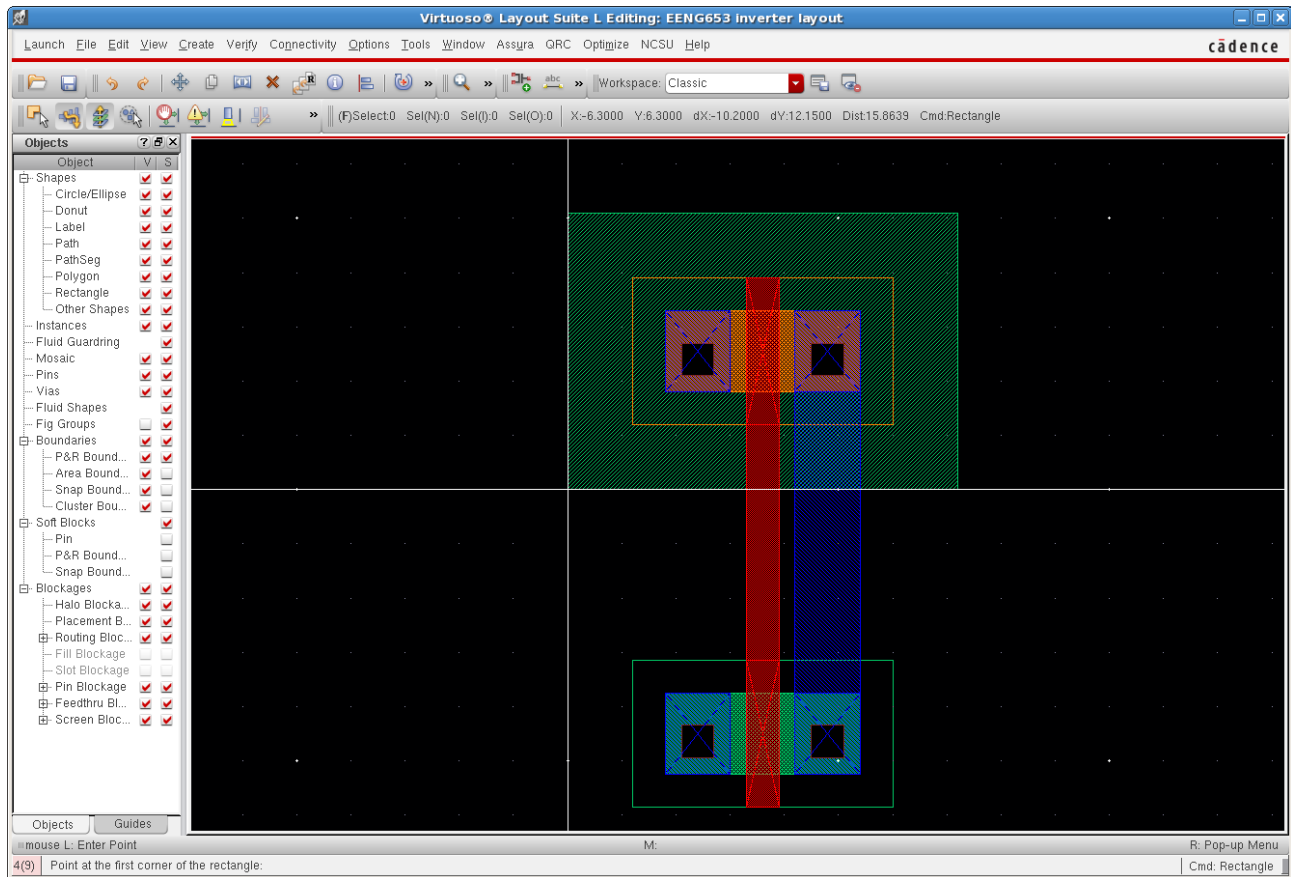 Virtuoso® Layout Suite L Editing: EENG653 inverter layout
Launch File Edit View Create Verify Connectivity Options Tools Window Assura QRC Optimize NCSU Help
cādence
» » abc » Workspace: Classic
» (F)Select:0 Sel(N):0 Sel(I):0 Sel(O):0 X:-6.3000 Y:6.3000 dX:-10.2000 dY:12.1500 Dist:15.8639 Cmd:Rectangle
Objects
Object V S
Shapes
Circle/Ellipse
Donut
Label
Path
PathSeg
Polygon
Rectangle
Other Shapes
Instances
Fluid Guardring
Mosaic
Pins
Vias
Fluid Shapes
Fig Groups
Boundaries
P&R Bound...
Area Bound...
Snap Bound...
Cluster Bou...
Soft Blocks
Pin
P&R Bound...
Snap Bound...
Blockages
Halo Blocka...
Placement B...
Routing Bloc...
Fill Blockage
Slot Blockage
Pin Blockage
Feedthru Bl...
Screen Bloc...
Objects Guides
mouse L: Enter Point M: R: Pop-up Menu
4(9) Point at the first corner of the rectangle: Cmd: Rectangle